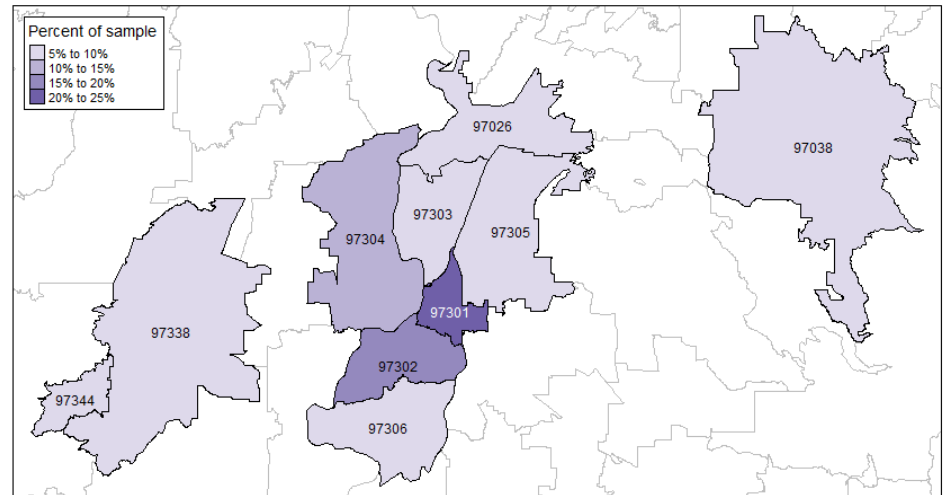 Percent of sample
5% to 10%
10% to 15%
15% to 20%
20% to 25%
97026
97038
97303
97304
97305
97301
97338
97302
97344
97306